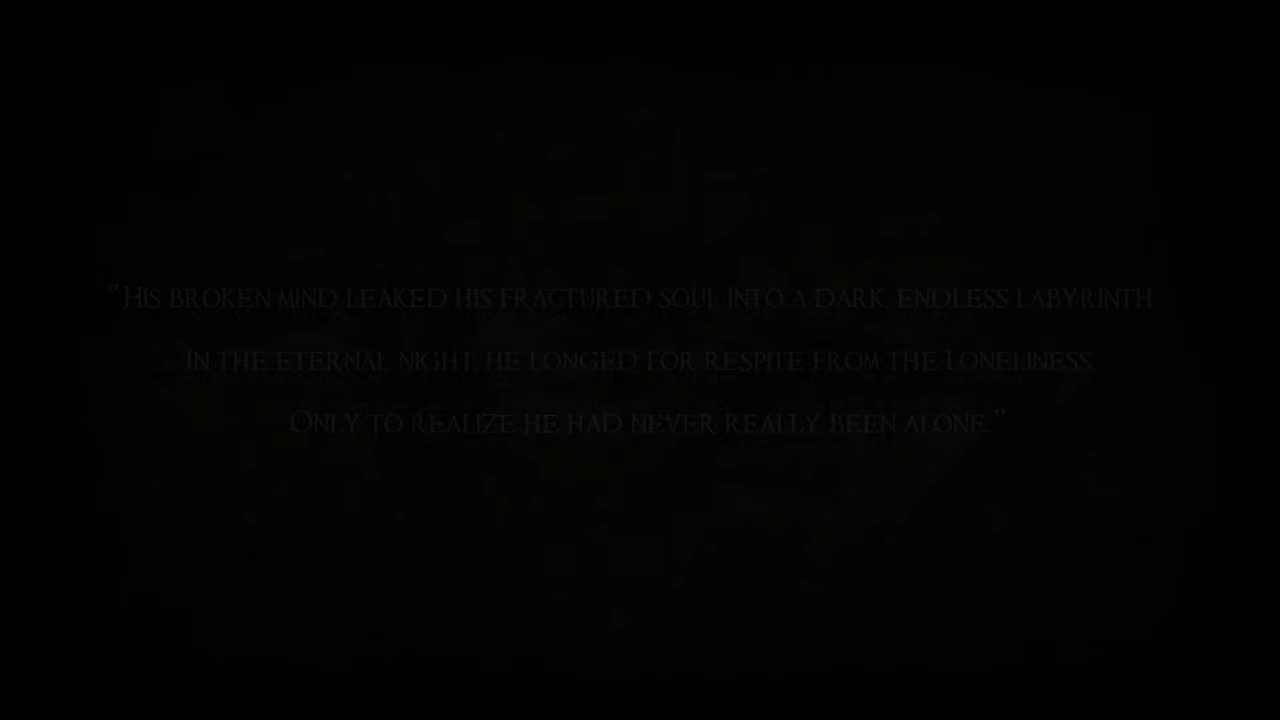 "His broken mind leaked his fractured soul into a dark, endless labyrinth
In the eternal night, he longed for respite from the Loneliness
Only to realize he had never really been alone"